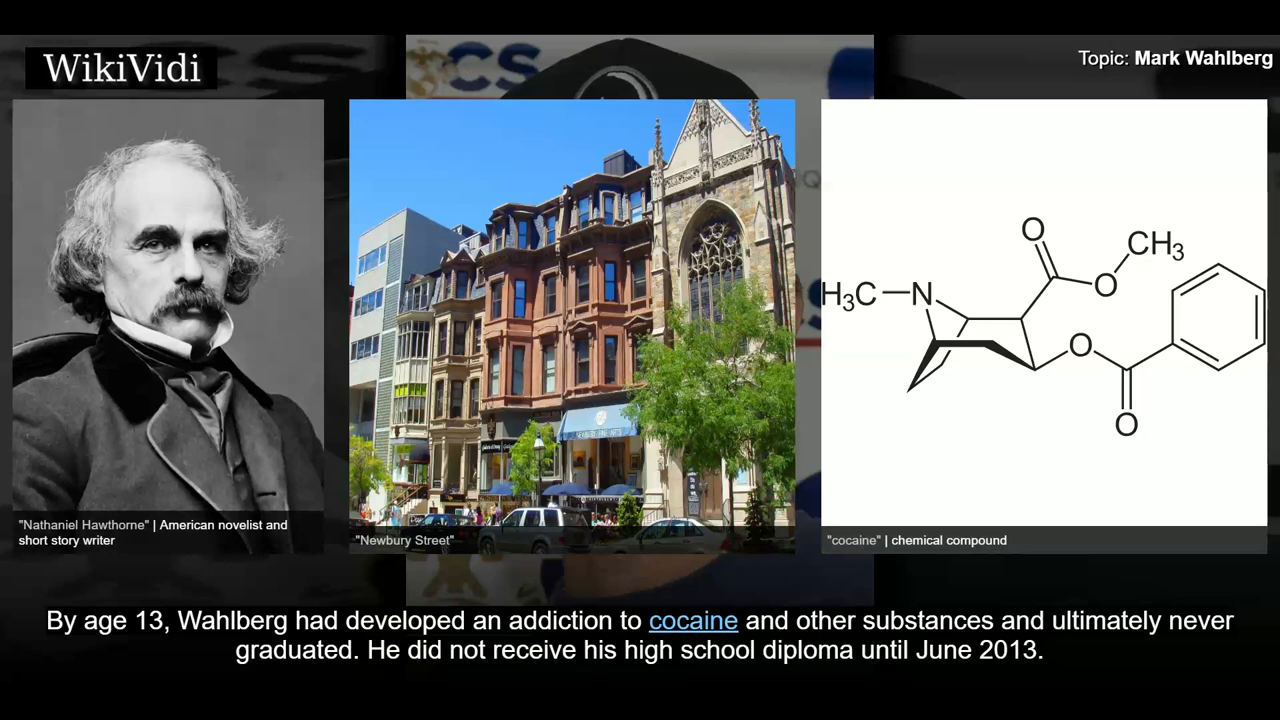 WikiVidi
Topic: Mark Wahlberg
CS
"Nathaniel Hawthorne" | American novelist and
short story writer
"Newbury Street"
"cocaine" | chemical compound
O
CH3
H3C
N
O
O
O
By age 13, Wahlberg had developed an addiction to cocaine and other substances and ultimately never
graduated. He did not receive his high school diploma until June 2013.